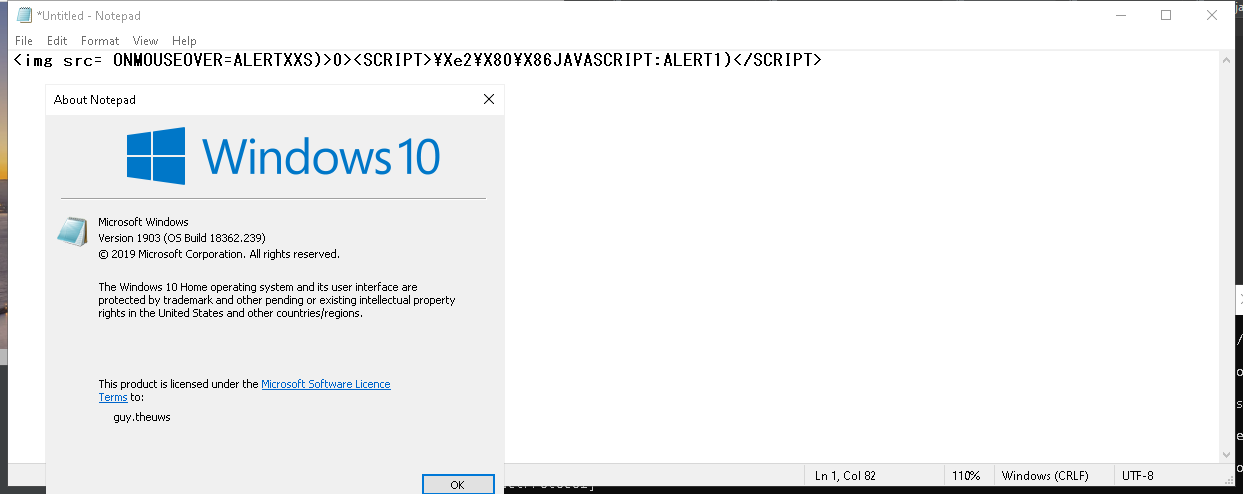 *Untitled - Notepad
File Edit Format View Help
<img src= ONMOUSEOVER=ALERTXXS)>0><SCRIPT>¥Xe2¥X80¥X86JAVASCRIPT:ALERT1)</SCRIPT>
About Notepad
Windows 10
Microsoft Windows
Version 1903 (OS Build 18362.239)
© 2019 Microsoft Corporation. All rights reserved.
The Windows 10 Home operating system and its user interface are
protected by trademark and other pending or existing intellectual property
rights in the United States and other countries/regions.
This product is licensed under the Microsoft Software Licence
Terms to:
guy.theuws
OK
Ln 1, Col 82 110% Windows (CRLF) UTF-8